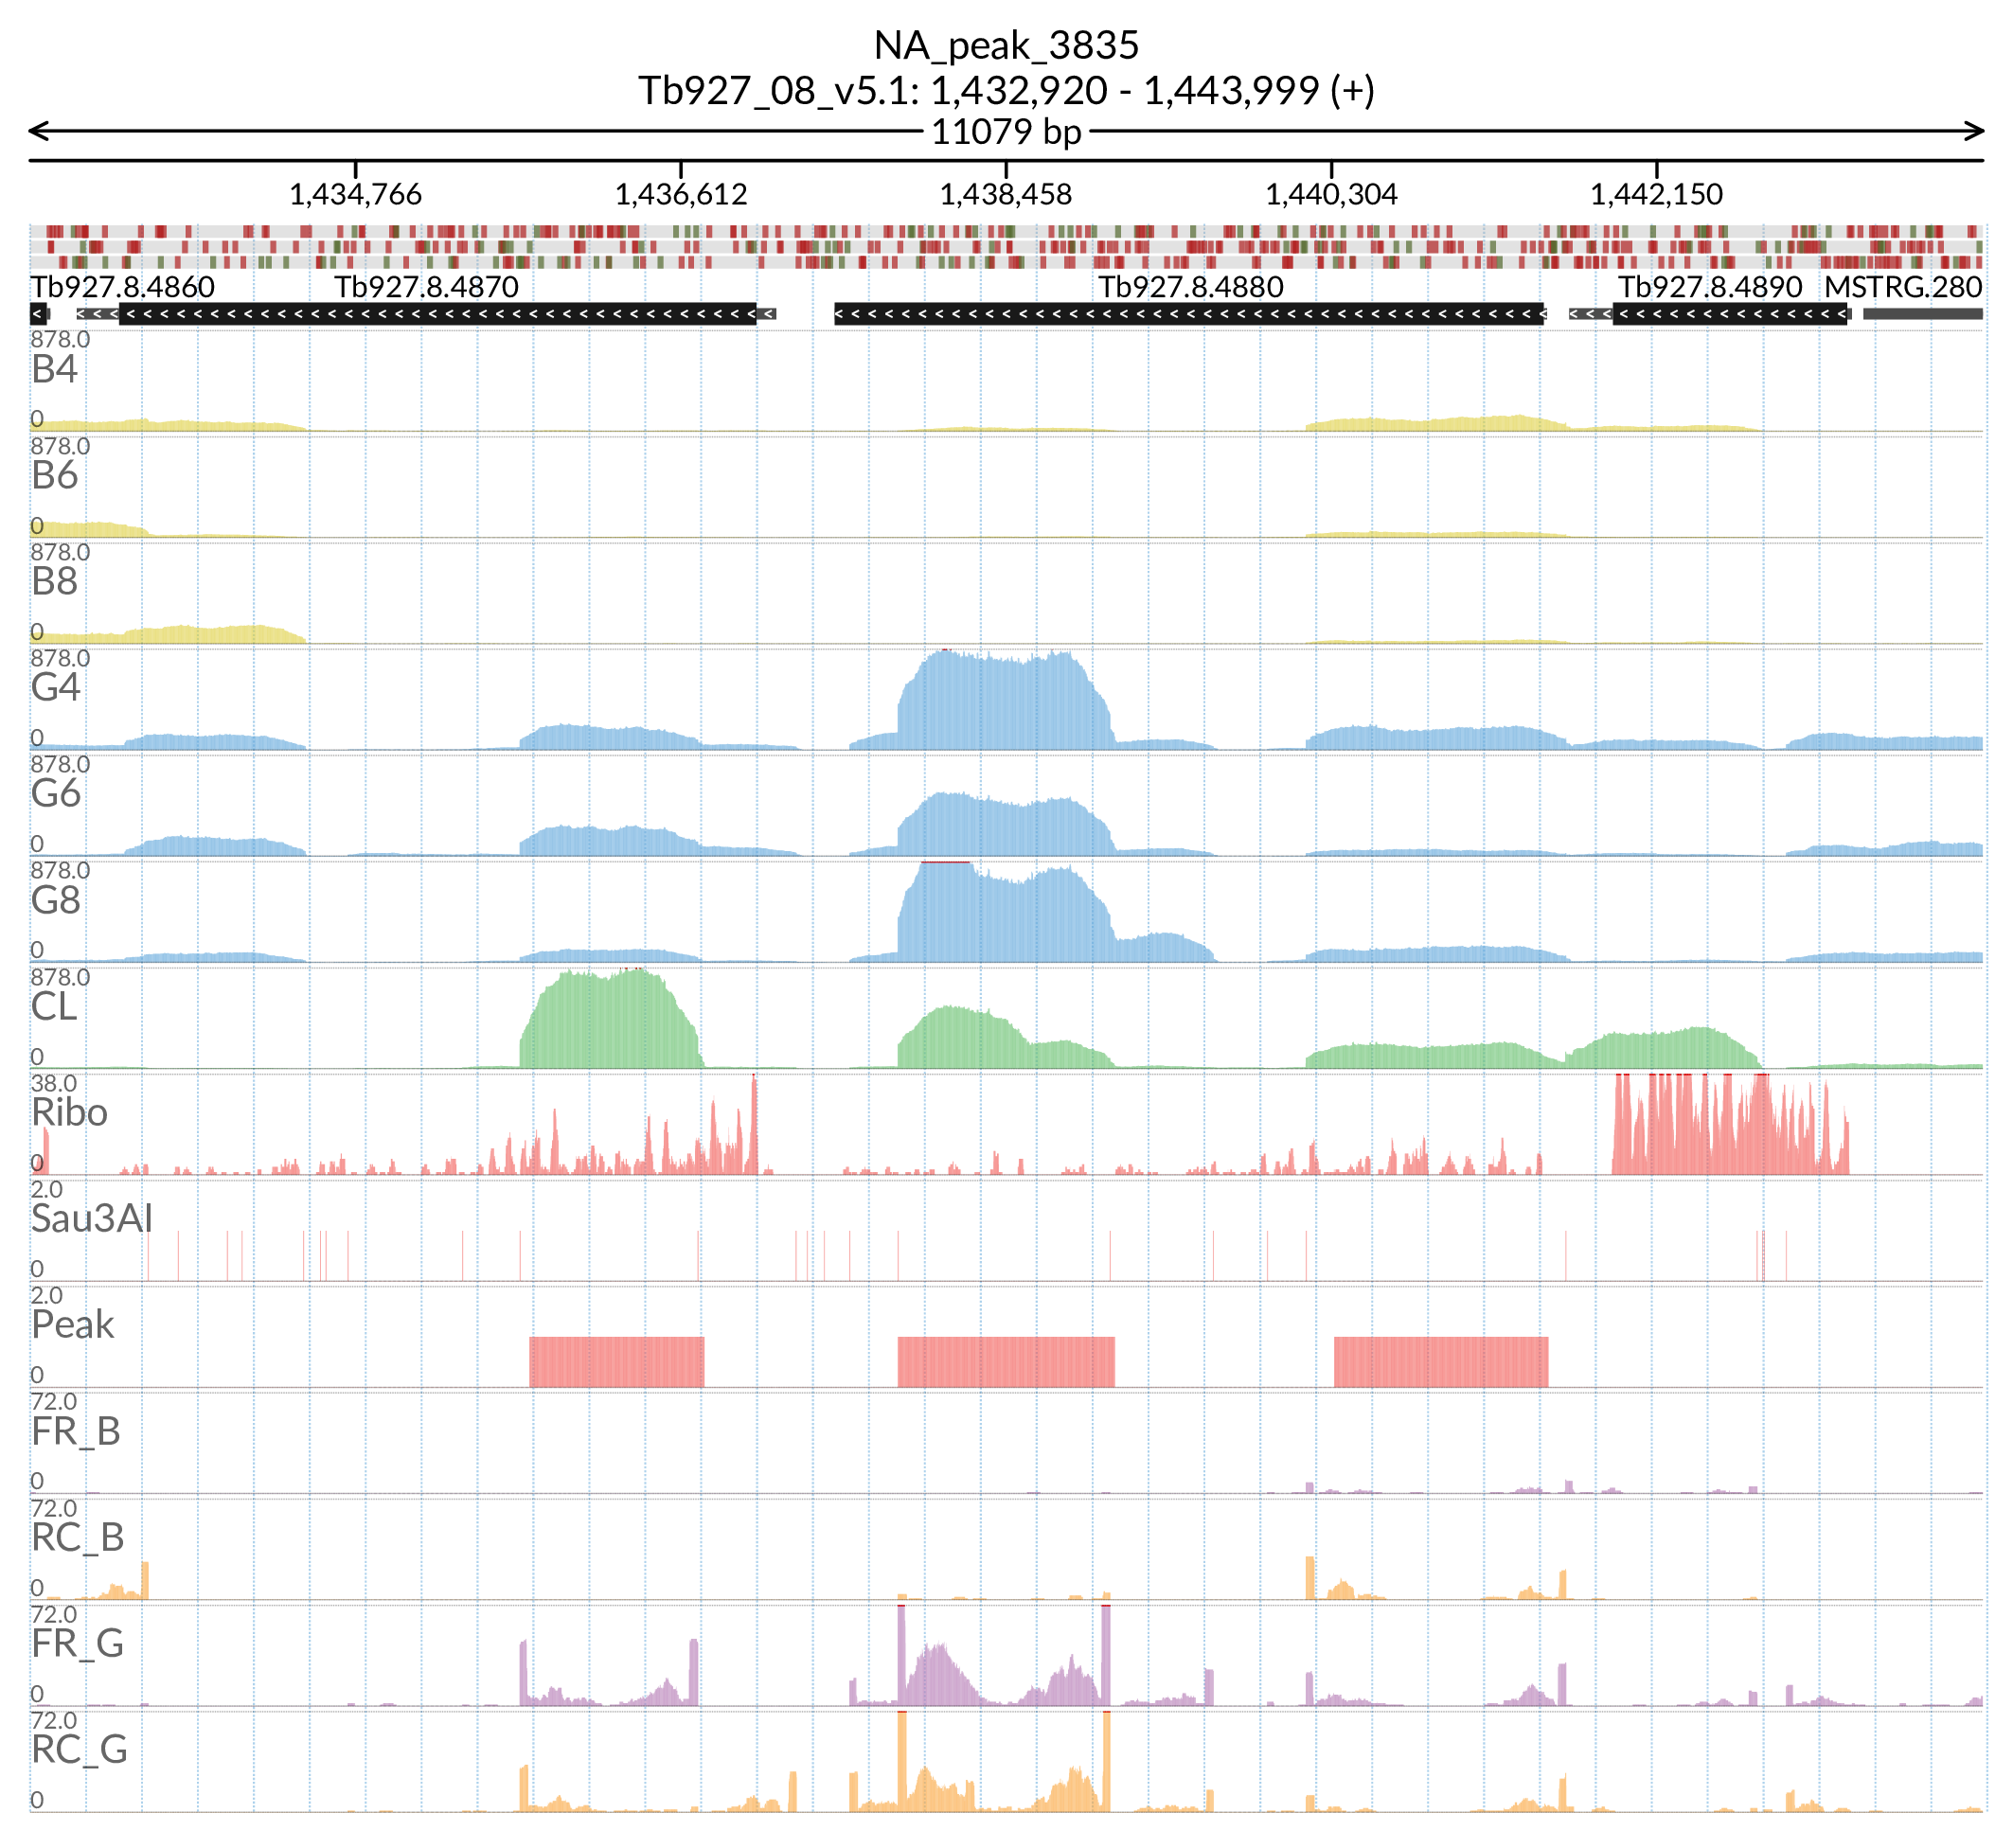 NA_peak_3835
Tb927_08_v5.1: 1,432,920 - 1,443,999 (+)
11079 bp
1,434,766 1,436,612 1,438,458 1,440,304 1,442,150
Tb927.8.4860 Tb927.8.4870 Tb927.8.4880 Tb927.8.4890 MSTRG.280
878.0
B4
0
878.0
B6
0
878.0
B8
0
878.0
G4
0
878.0
G6
0
878.0
G8
0
878.0
CL
0
38.0
Ribo
0
2.0
Sau3AI
0
2.0
Peak
0
72.0
FR_B
0
72.0
RC_B
0
72.0
FR_G
0
72.0
RC_G
0